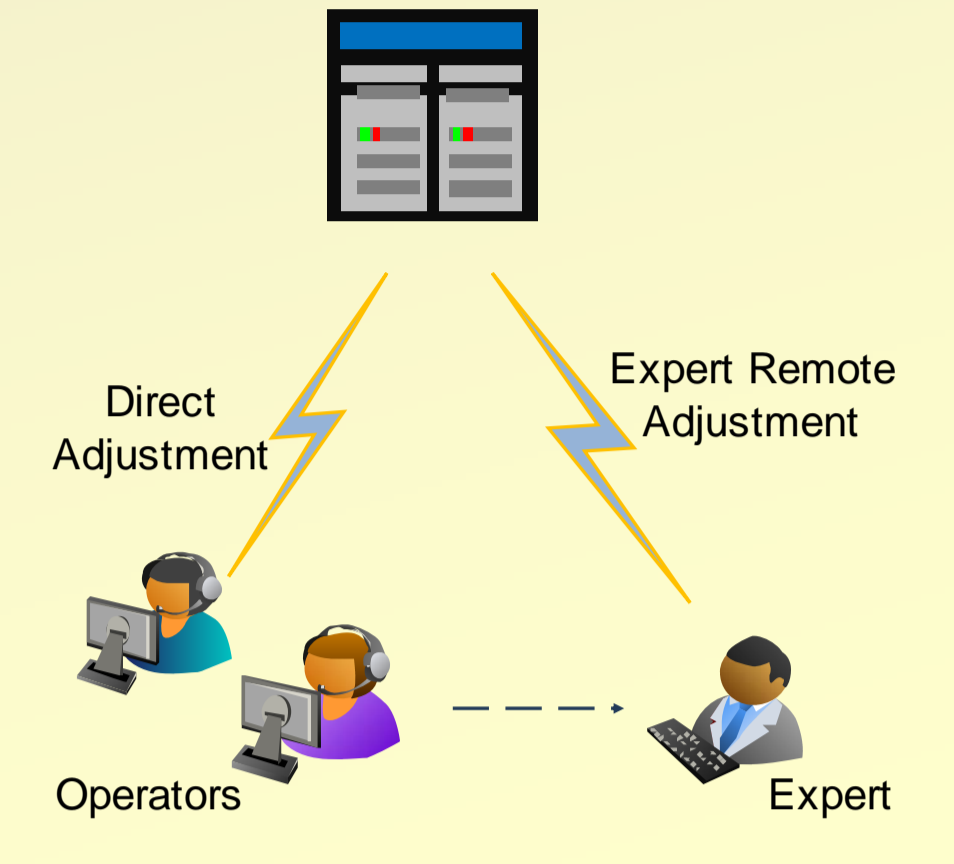 Direct
Adjustment
Expert Remote
Adjustment
Operators
Expert